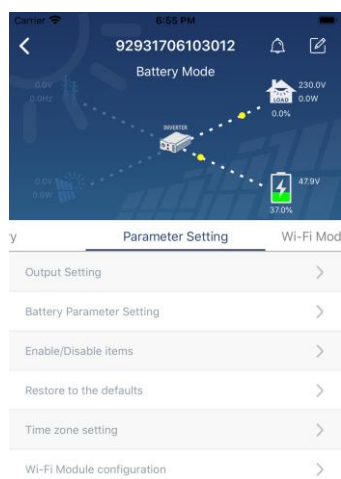 Carrier 6:55 PM
92931706103012
Battery Mode
0.0V
0.0Hz
230.0V
LOAD 0.0W
0.0%
INVERTER
0.0V
0.0W
47.9V
37.0%
y Parameter Setting Wi-Fi Mod
Output Setting
Battery Parameter Setting
Enable/Disable items
Restore to the defaults
Time zone setting
Wi-Fi Module configuration